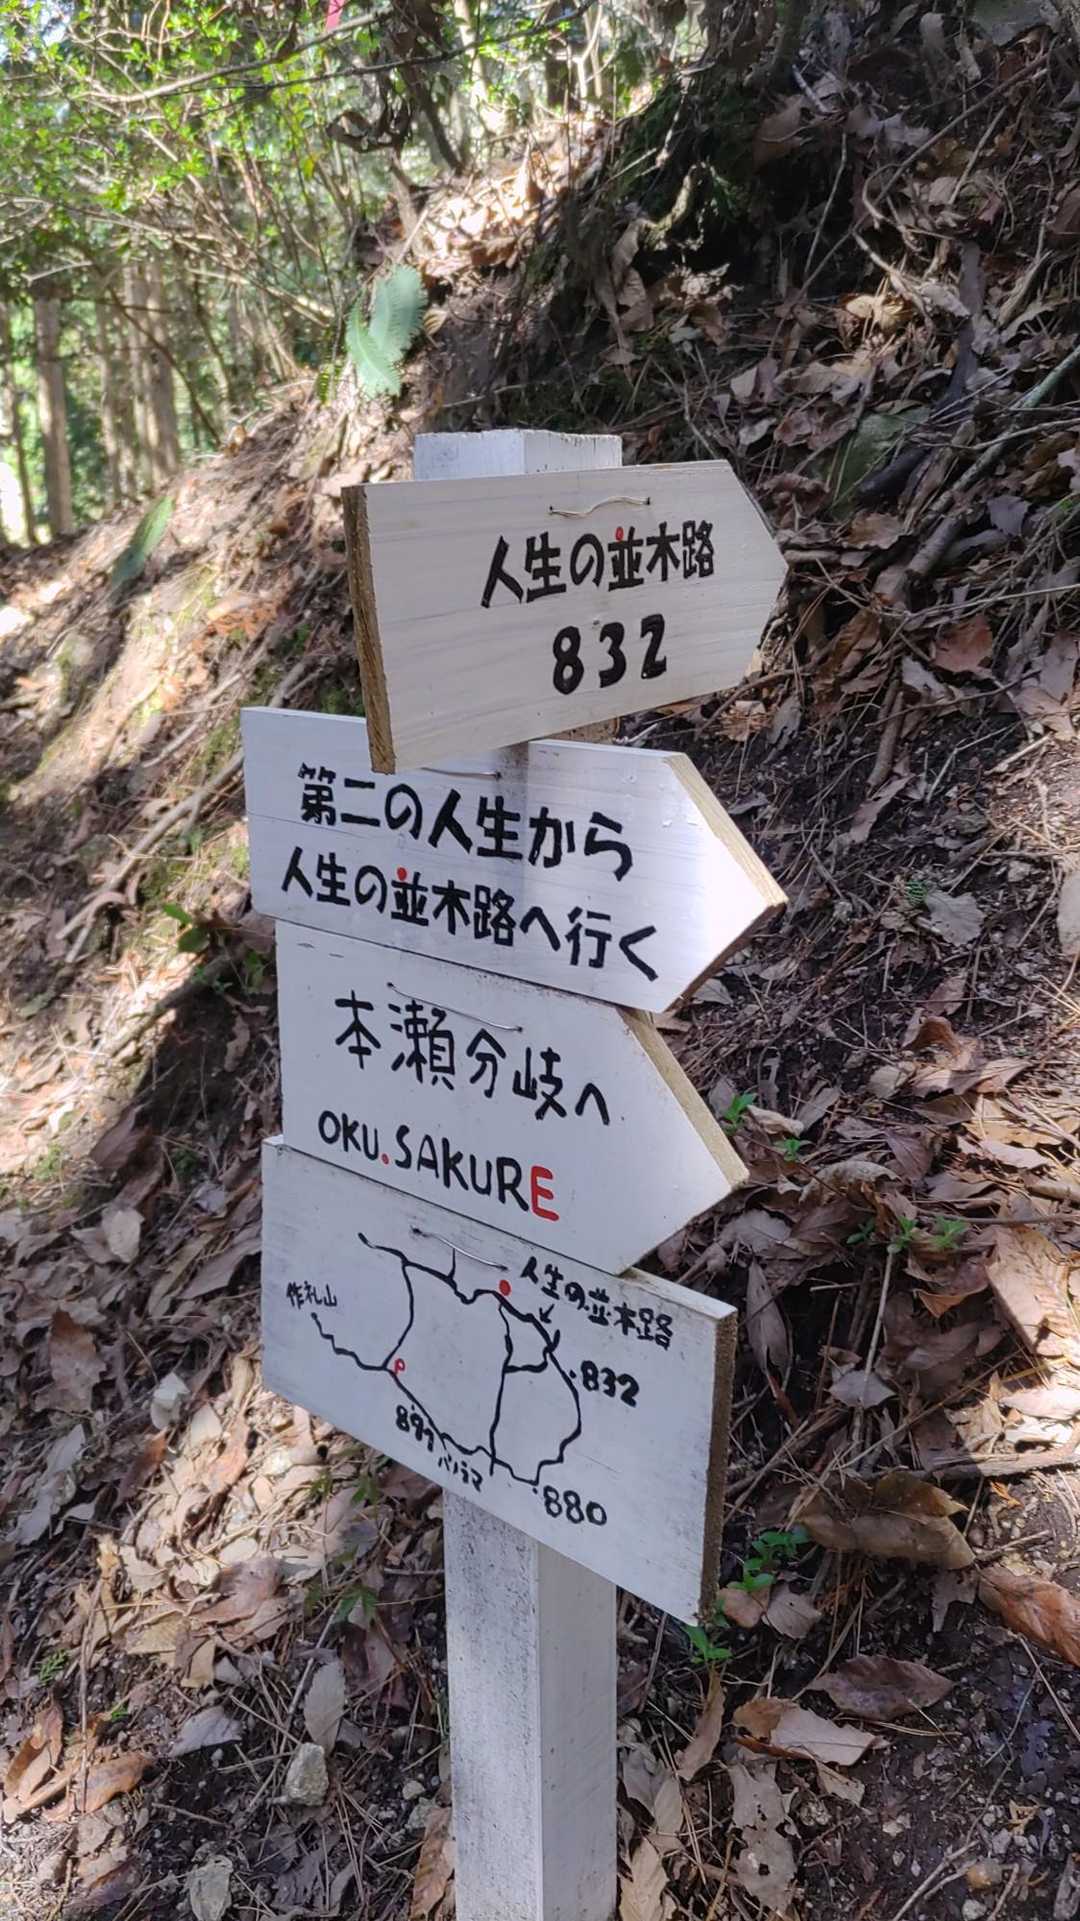 人生の並木路
832
第二の人生から
人生の並木路へ行く
本瀬分岐へ
OKU.SAKURE
人生の並木路
作礼山
832
P
897
パノラマ
880